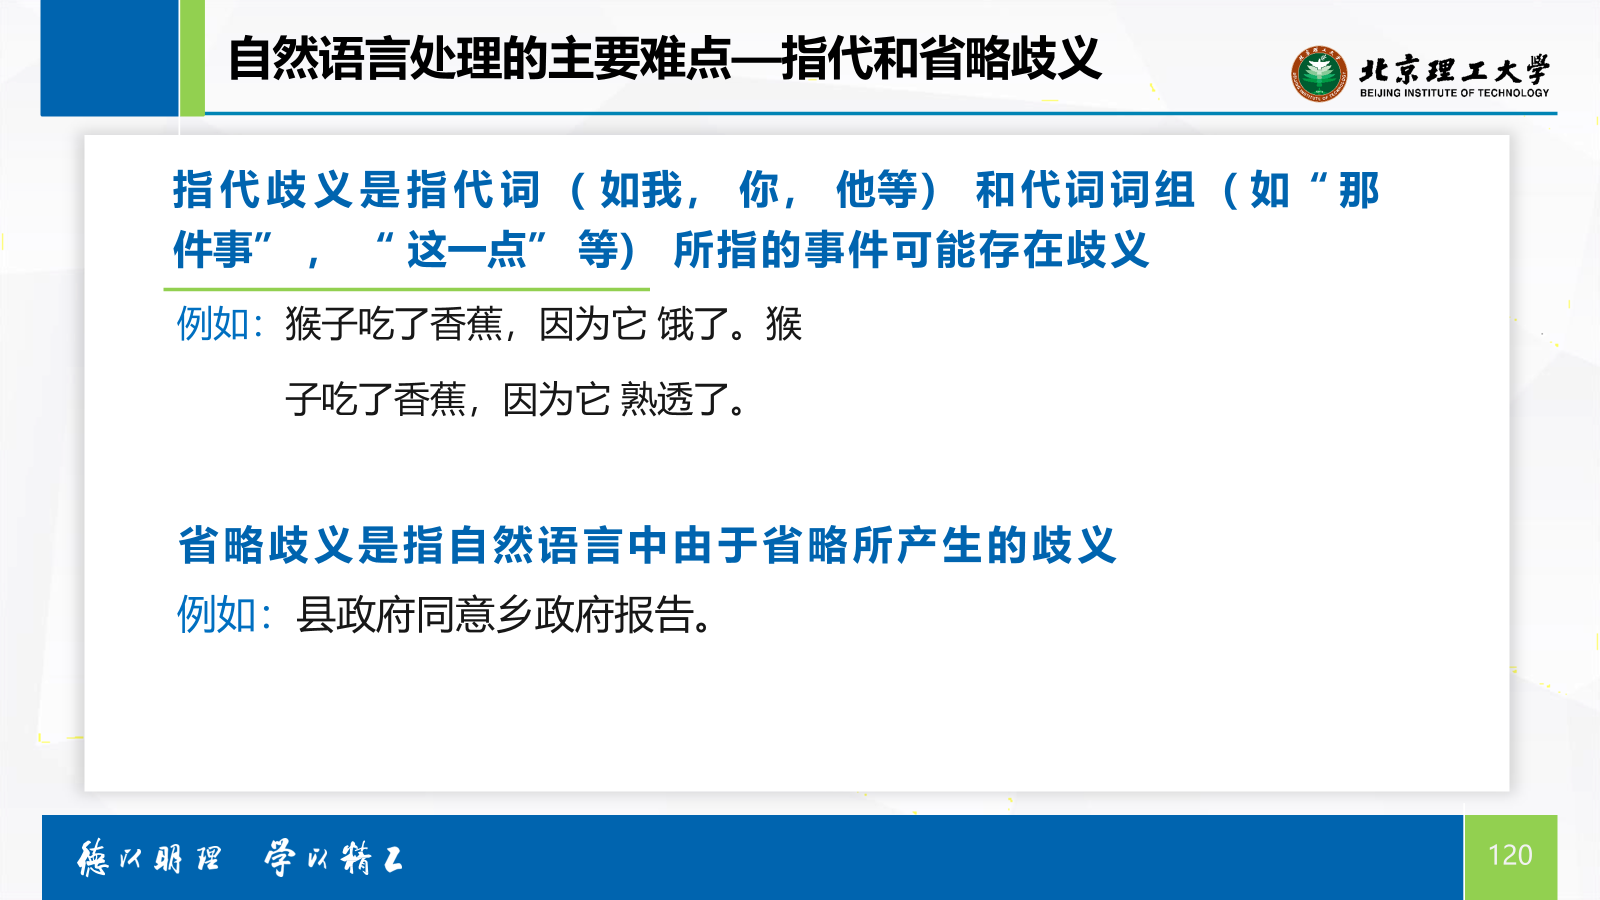 自然语言处理的主要难点—指代和省略歧义
北京理工大学
BEIJING INSTITUTE OF TECHNOLOGY
指代歧义是指代词（如我，你，他等）和代词词组（如“那
件事”，“这一点”等）所指的事件可能存在歧义
例如：猴子吃了香蕉，因为它 饿了。猴
子吃了香蕉，因为它 熟透了。
省略歧义是指自然语言中由于省略所产生的歧义
例如：县政府同意乡政府报告。
德以明理 学以精工
120